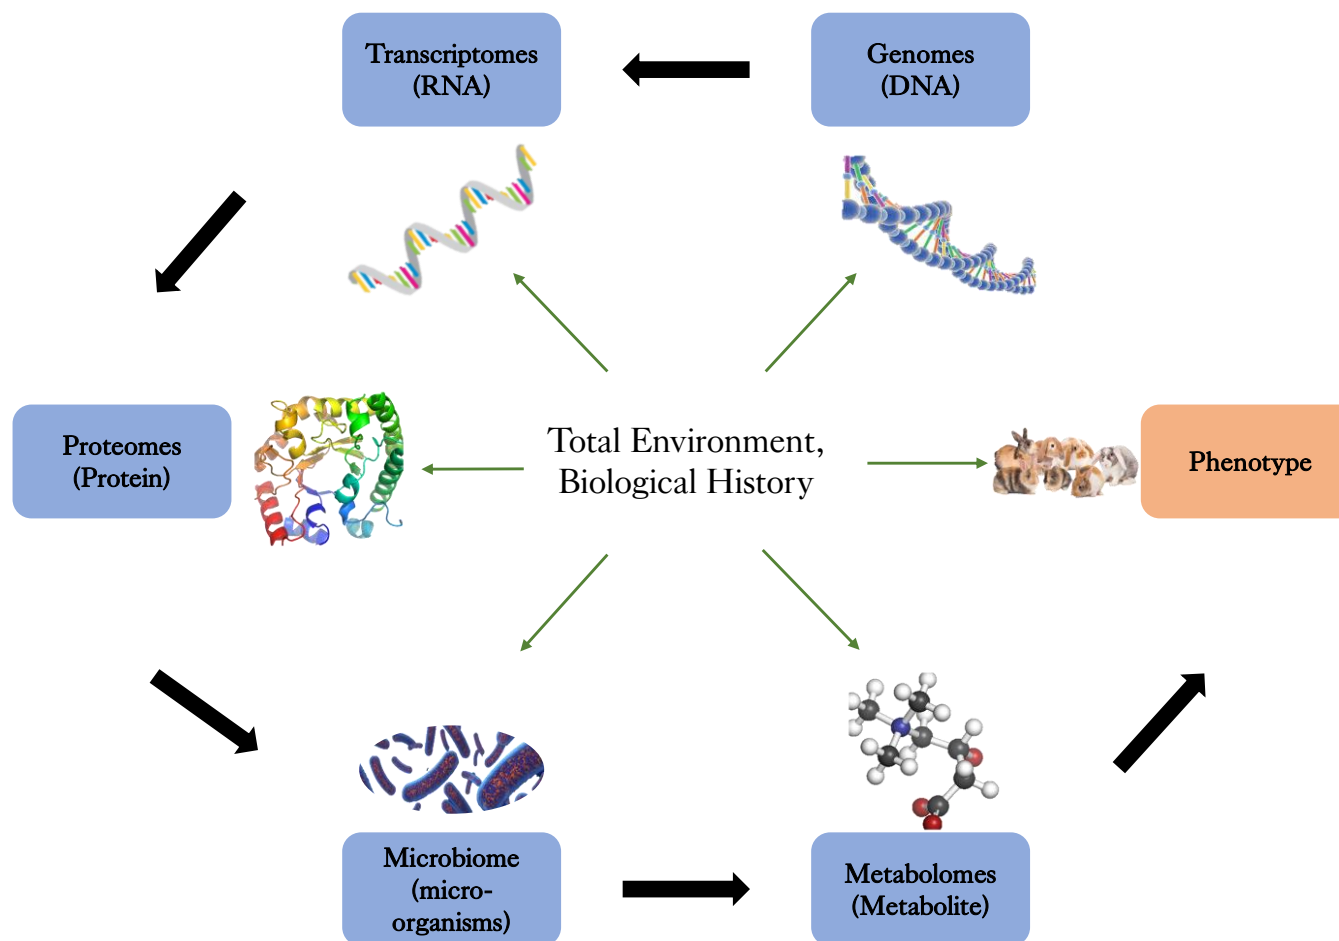 Transcriptomes
(RNA)
Genomes
(DNA)
Proteomes
(Protein)
Total Environment,
Biological History
Phenotype
Microbiome
(micro-
organisms)
Metabolomes
(Metabolite)